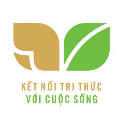 KẾT NỐI TRI THỨC
VỚI CUỘC SỐNG